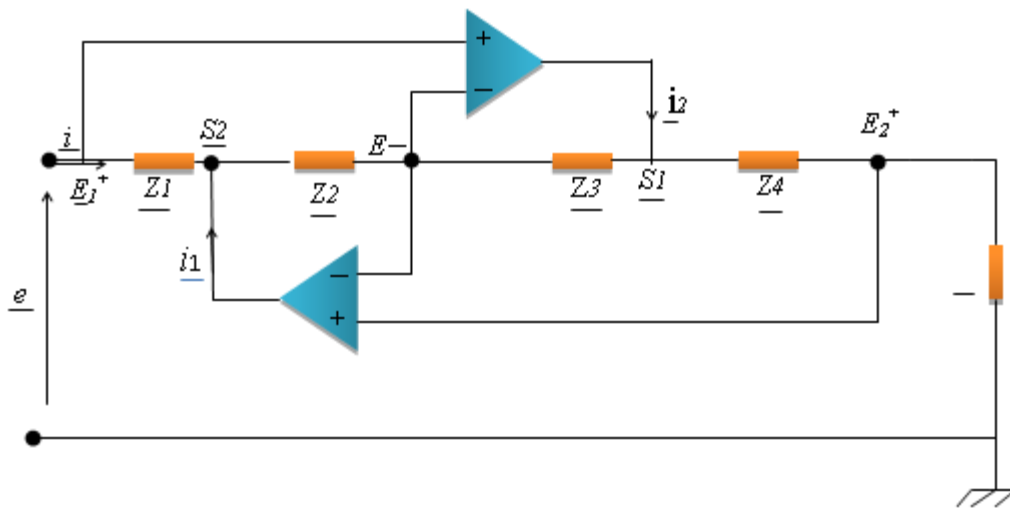 +
−
i2
i
S2
E−
E2+
E1+
Z1
Z2
Z3
S1
Z4
i1
−
+
e